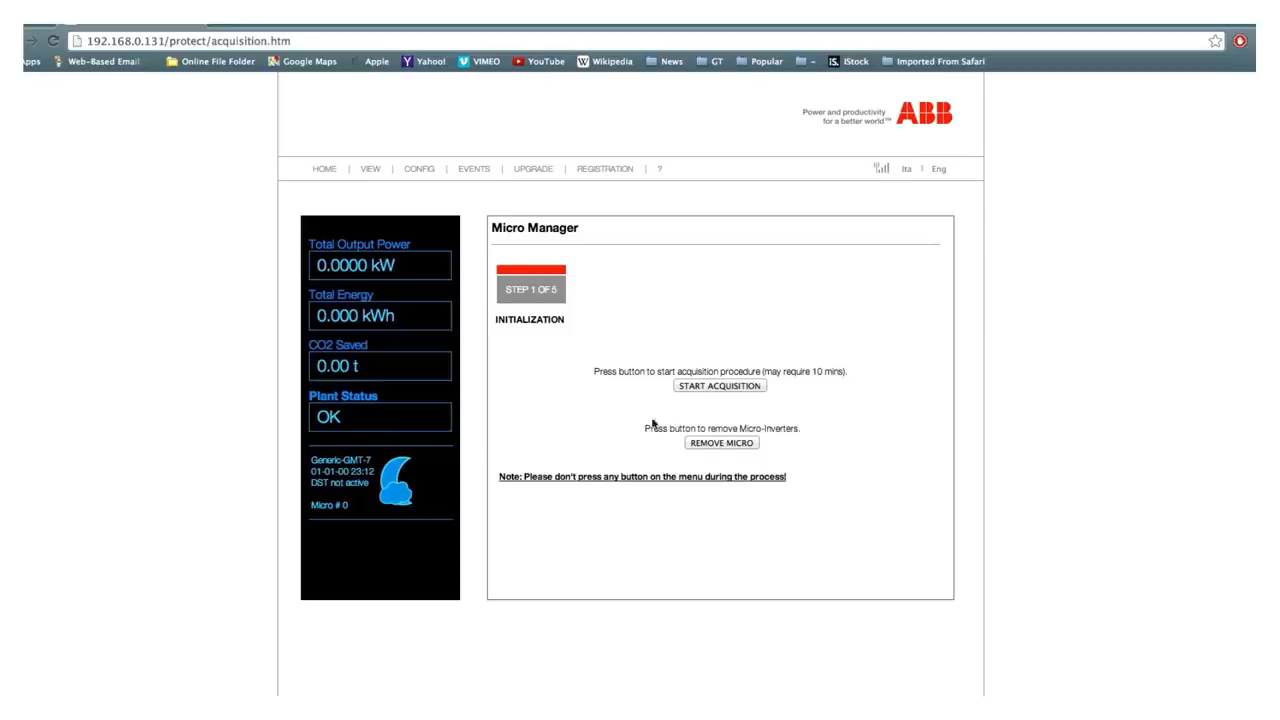 192.168.0.131/protect/acquisition.htm
Apps Web-Based Email Online File Folder Google Maps Apple Yahoo! VIMEO YouTube Wikipedia News GT Popular - iS. iStock Imported From Safari
Power and productivity
for a better world™ ABB
HOME | VIEW | CONFIG | EVENTS | UPGRADE | REGISTRATION | ? Ita | Eng
Micro Manager
Total Output Power
0.0000 kW
STEP 1 OF 5
Total Energy
0.000 kWh
INITIALIZATION
CO2 Saved
0.00 t
Press button to start acquisition procedure (may require 10 mins).
START ACQUISITION
Plant Status
OK
Press button to remove Micro-Inverters.
REMOVE MICRO
Generic-GMT-7
01-01-00 23:12
DST not active
Note: Please don't press any button on the menu during the process!
Micro # 0